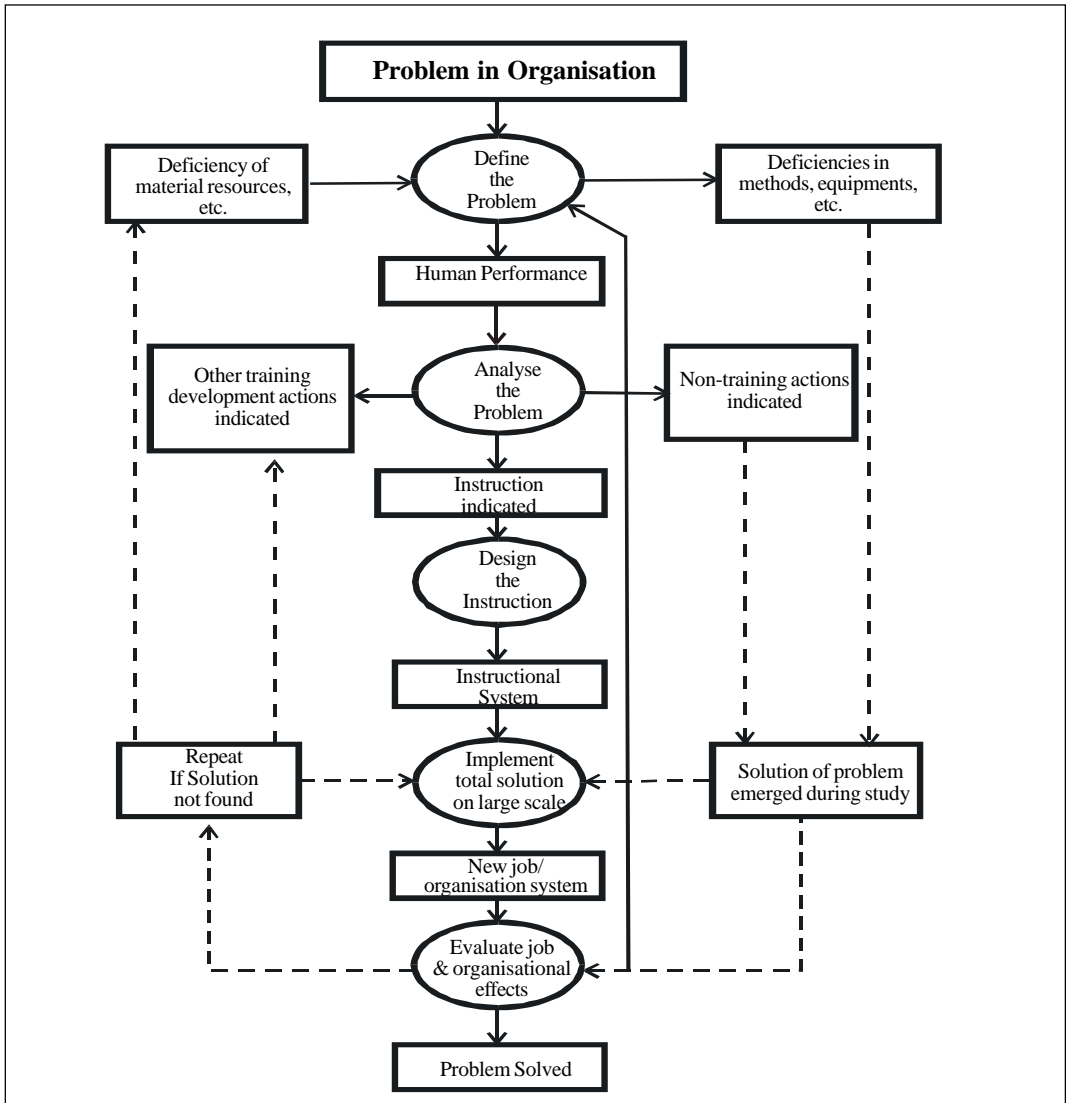 Problem in Organisation
Deficiency of
material resources,
etc.
Define
the
Problem
Deficiencies in
methods, equipments,
etc.
Human Performance
Other training
development actions
indicated
Analyse
the
Problem
Non-training actions
indicated
Instruction
indicated
Design
the
Instruction
Instructional
System
Repeat
If Solution
not found
Implement
total solution
on large scale
Solution of problem
emerged during study
New job/
organisation system
Evaluate job
& organisational
effects
Problem Solved